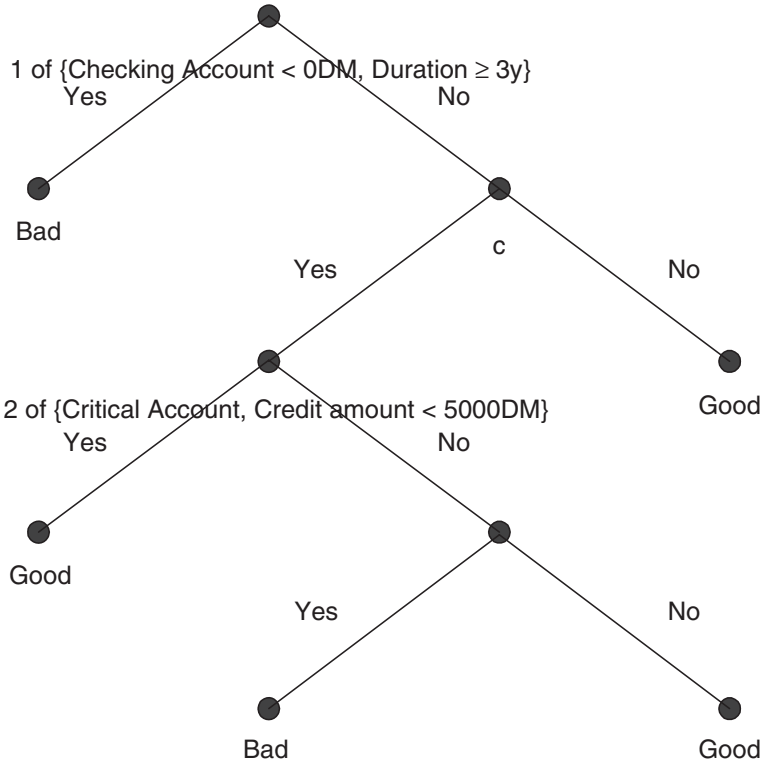 1 of {Checking Account < 0DM, Duration ≥ 3y}
Yes
No
Bad
c
Yes
No
Good
2 of {Critical Account, Credit amount < 5000DM}
Yes
No
Good
Yes
No
Bad
Good